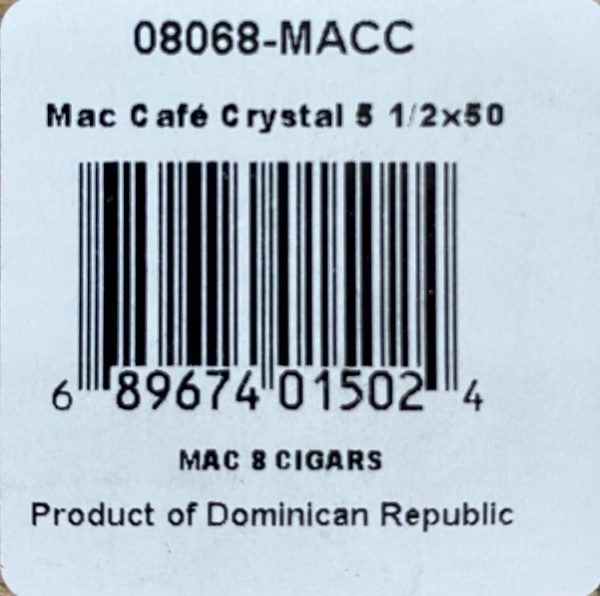 08068-MACC
Mac Café Crystal 5 1/2x50
6 89674 01502 4
MAC 8 CIGARS
Product of Dominican Republic